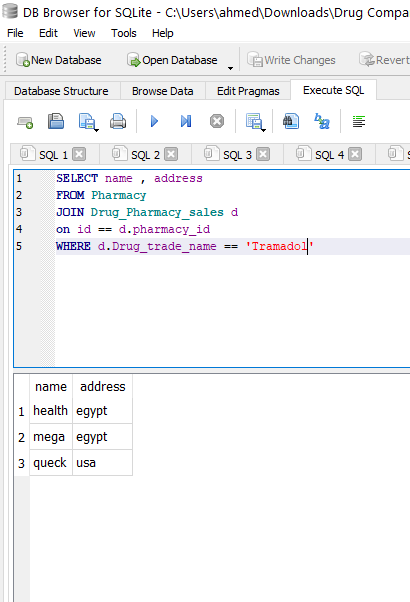 DB Browser for SQLite - C:\Users\ahmed\Downloads\Drug Compa
File Edit View Tools Help
New Database Open Database Write Changes Revert
Database Structure Browse Data Edit Pragmas Execute SQL
SQL 1 SQL 2 SQL 3 SQL 4
1 SELECT name , address
2 FROM Pharmacy
3 JOIN Drug_Pharmacy_sales d
4 on id == d.pharmacy_id
5 WHERE d.Drug_trade_name == 'Tramadol'
name address
1 health egypt
2 mega egypt
3 queck usa